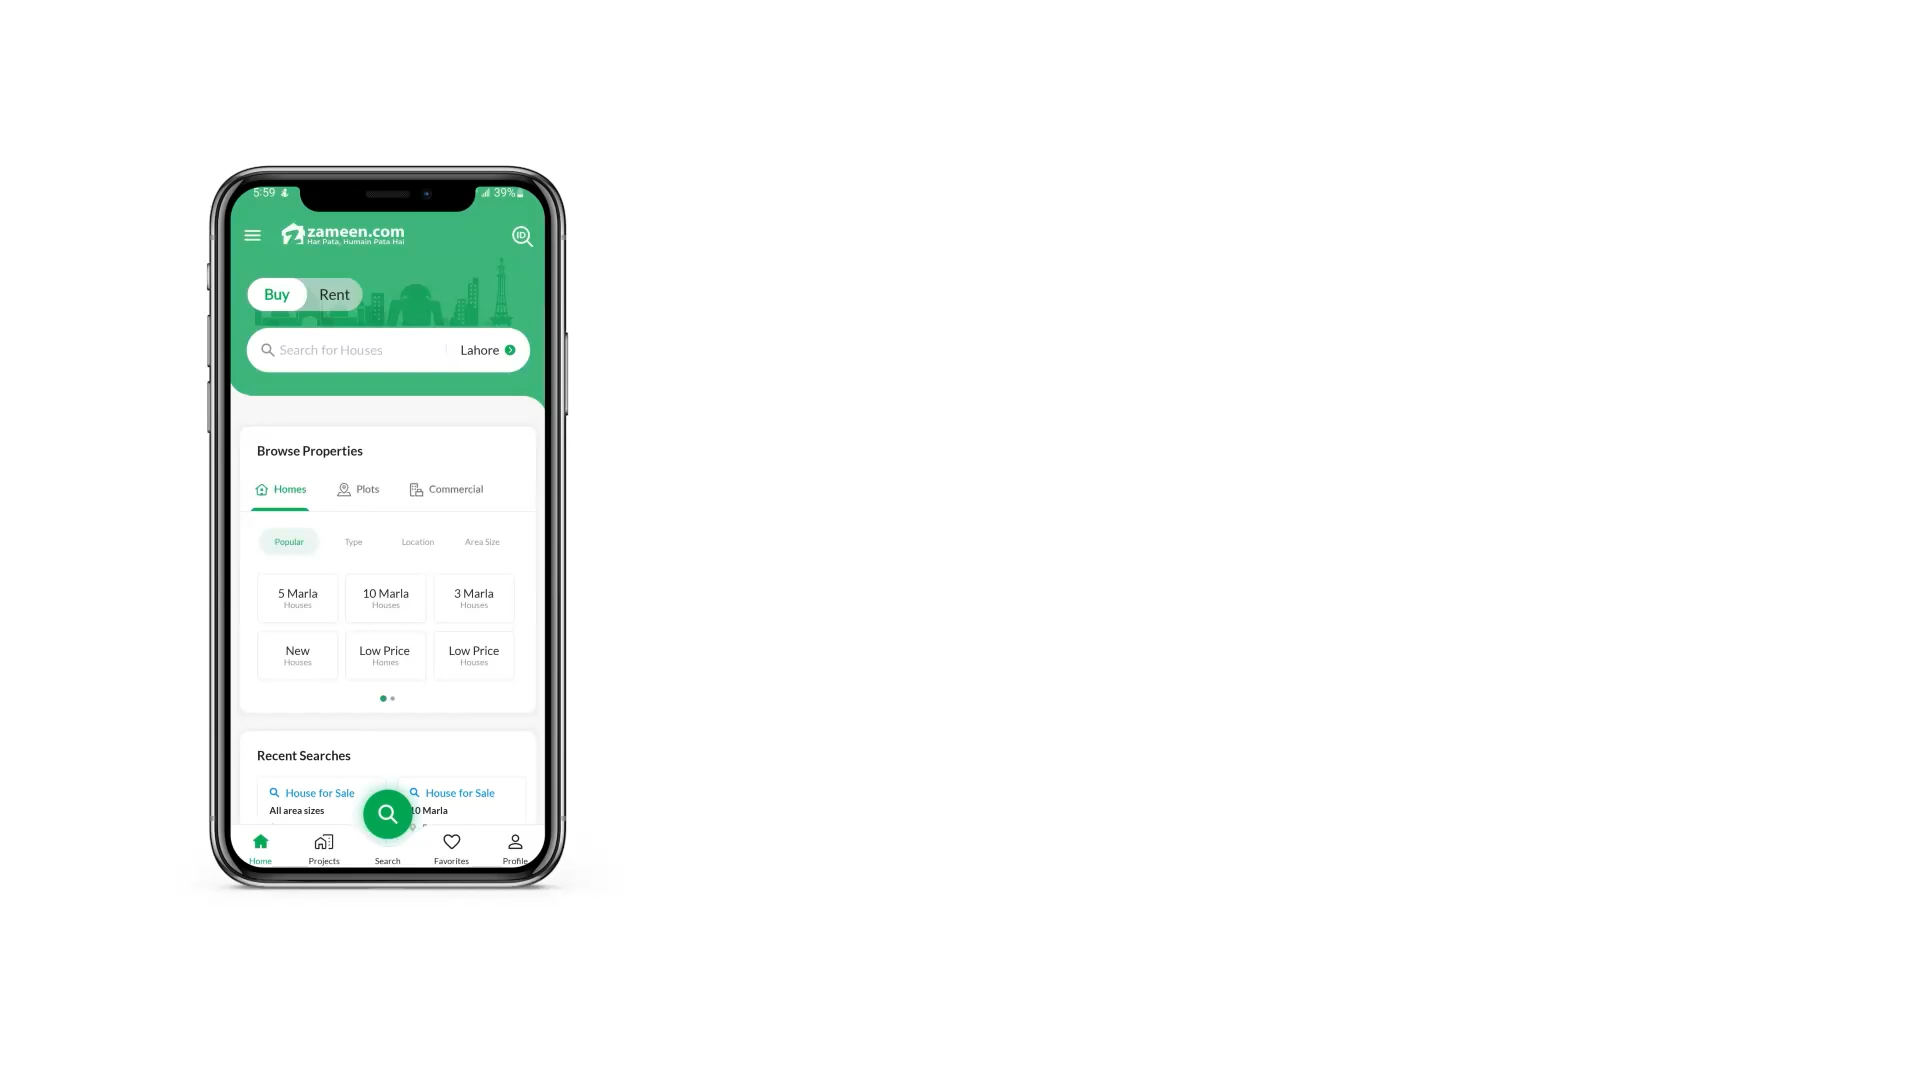 5:59
39%
zameen.com
Har Pata, Humain Pata Hai
ID
Buy Rent
Search for Houses Lahore
Browse Properties
Homes Plots Commercial
Popular Type Location Area Size
5 Marla 10 Marla 3 Marla
Houses Houses Houses
New Low Price Low Price
Houses Homes Houses
Recent Searches
House for Sale House for Sale
All area sizes 10 Marla
Home Projects Search Favorites Profile